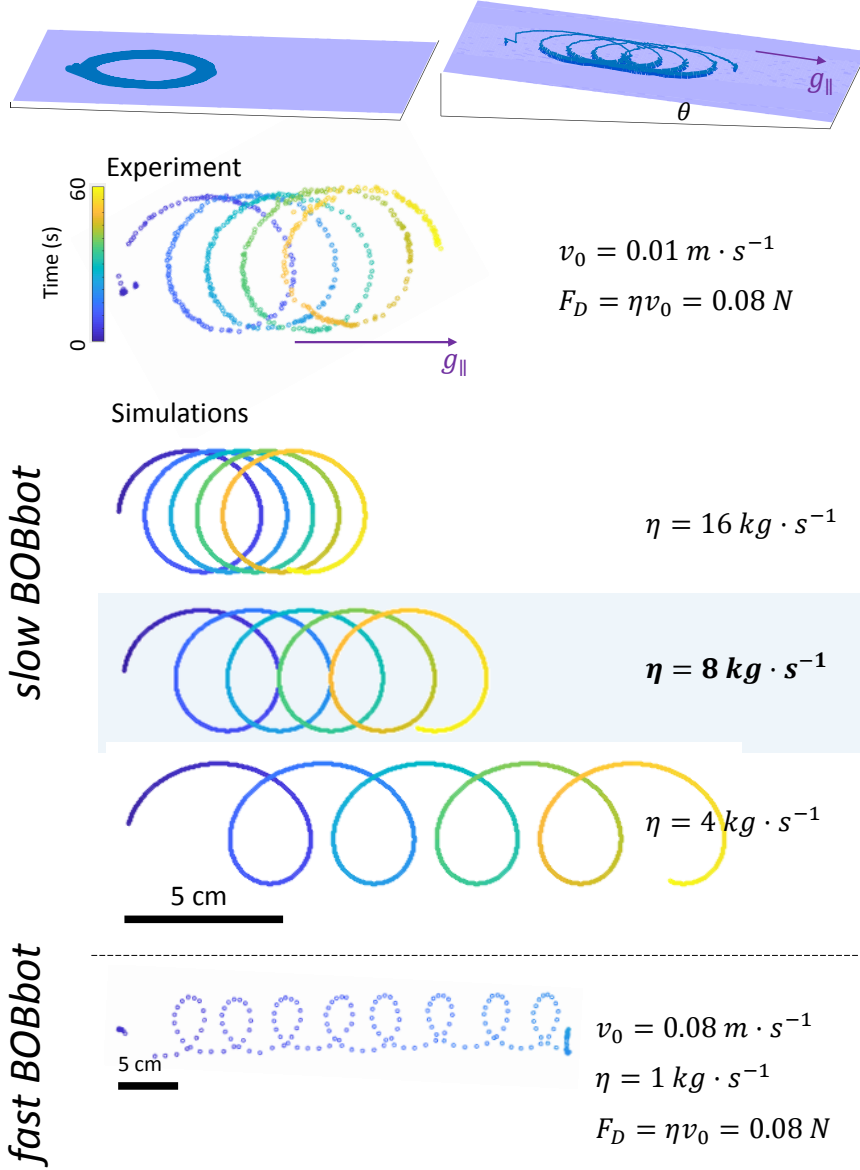 g∥
θ
Experiment
60
Time (s)
0
v₀ = 0.01 m · s⁻¹
F_D = ηv₀ = 0.08 N
g∥
Simulations
slow BOBbot
η = 16 kg · s⁻¹
η = 8 kg · s⁻¹
η = 4 kg · s⁻¹
5 cm
fast BOBbot
5 cm
v₀ = 0.08 m · s⁻¹
η = 1 kg · s⁻¹
F_D = ηv₀ = 0.08 N